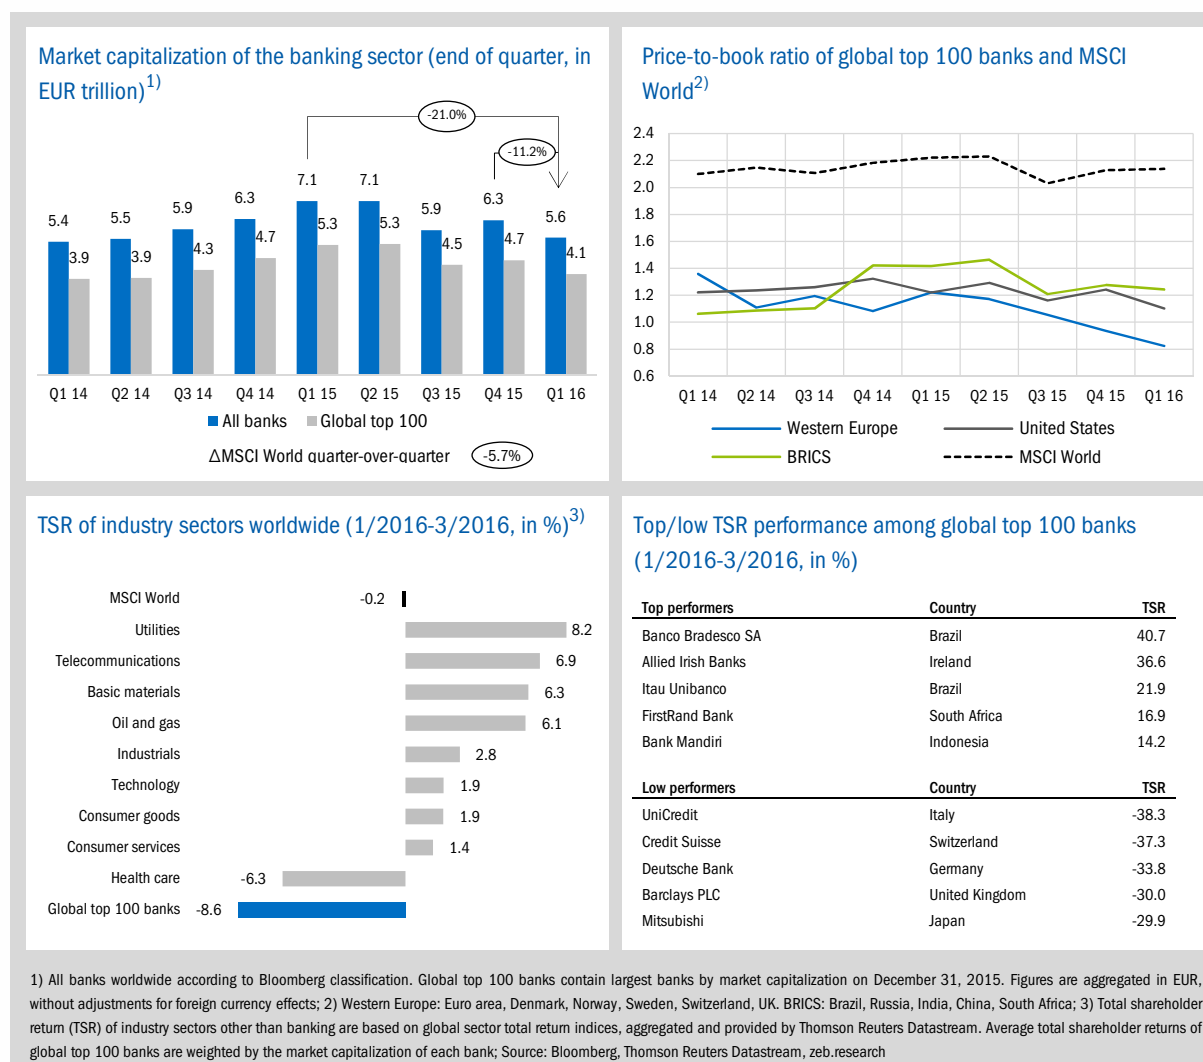 Market capitalization of the banking sector (end of quarter, in
EUR trillion)1)
-21.0%
-11.2%
5.4 3.9 5.5 3.9 5.9 4.3 6.3 4.7 7.1 5.3 7.1 5.3 5.9 4.5 6.3 4.7 5.6 4.1
Q1 14 Q2 14 Q3 14 Q4 14 Q1 15 Q2 15 Q3 15 Q4 15 Q1 16
All banks Global top 100
ΔMSCI World quarter-over-quarter -5.7%
Price-to-book ratio of global top 100 banks and MSCI
World2)
2.4
2.2
2.0
1.8
1.6
1.4
1.2
1.0
0.8
0.6
Q1 14 Q2 14 Q3 14 Q4 14 Q1 15 Q2 15 Q3 15 Q4 15 Q1 16
Western Europe United States
BRICS MSCI World
TSR of industry sectors worldwide (1/2016-3/2016, in %)3)
MSCI World -0.2
Utilities 8.2
Telecommunications 6.9
Basic materials 6.3
Oil and gas 6.1
Industrials 2.8
Technology 1.9
Consumer goods 1.9
Consumer services 1.4
Health care -6.3
Global top 100 banks -8.6
Top/low TSR performance among global top 100 banks
(1/2016-3/2016, in %)
Top performers Country TSR
Banco Bradesco SA Brazil 40.7
Allied Irish Banks Ireland 36.6
Itau Unibanco Brazil 21.9
FirstRand Bank South Africa 16.9
Bank Mandiri Indonesia 14.2
Low performers Country TSR
UniCredit Italy -38.3
Credit Suisse Switzerland -37.3
Deutsche Bank Germany -33.8
Barclays PLC United Kingdom -30.0
Mitsubishi Japan -29.9
1) All banks worldwide according to Bloomberg classification. Global top 100 banks contain largest banks by market capitalization on December 31, 2015. Figures are aggregated in EUR,
without adjustments for foreign currency effects; 2) Western Europe: Euro area, Denmark, Norway, Sweden, Switzerland, UK. BRICS: Brazil, Russia, India, China, South Africa; 3) Total shareholder
return (TSR) of industry sectors other than banking are based on global sector total return indices, aggregated and provided by Thomson Reuters Datastream. Average total shareholder returns of
global top 100 banks are weighted by the market capitalization of each bank; Source: Bloomberg, Thomson Reuters Datastream, zeb.research